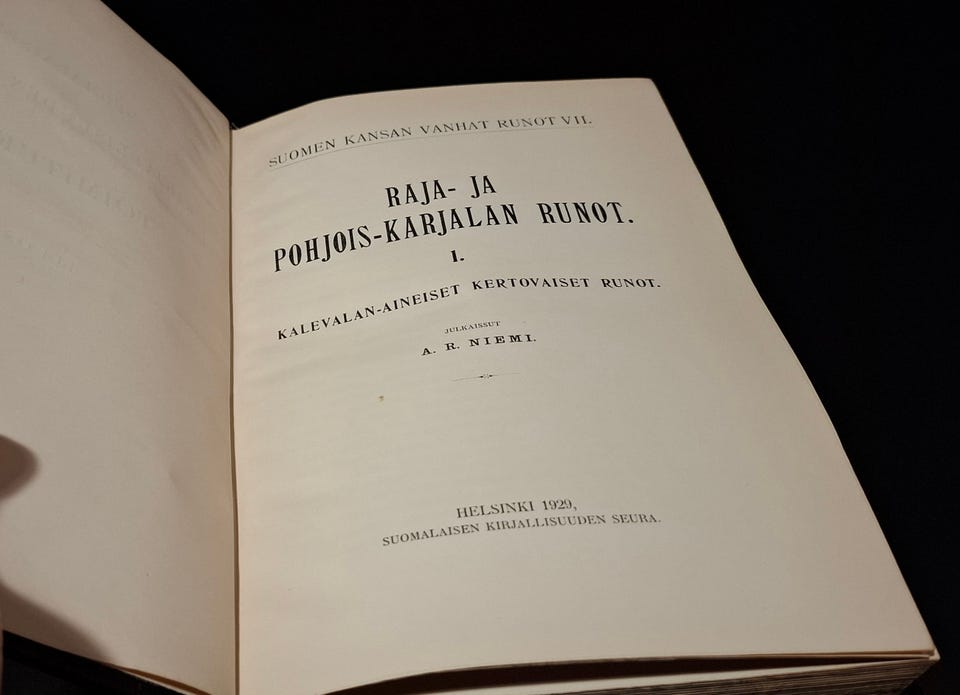 SUOMEN KANSAN VANHAT RUNOT VII.
RAJA- JA
POHJOIS-KARJALAN RUNOT.
I.
KALEVALAN-AINEISET KERTOVAISET RUNOT.
JULKAISSUT
A. R. NIEMI.
HELSINKI 1929,
SUOMALAISEN KIRJALLISUUDEN SEURA.